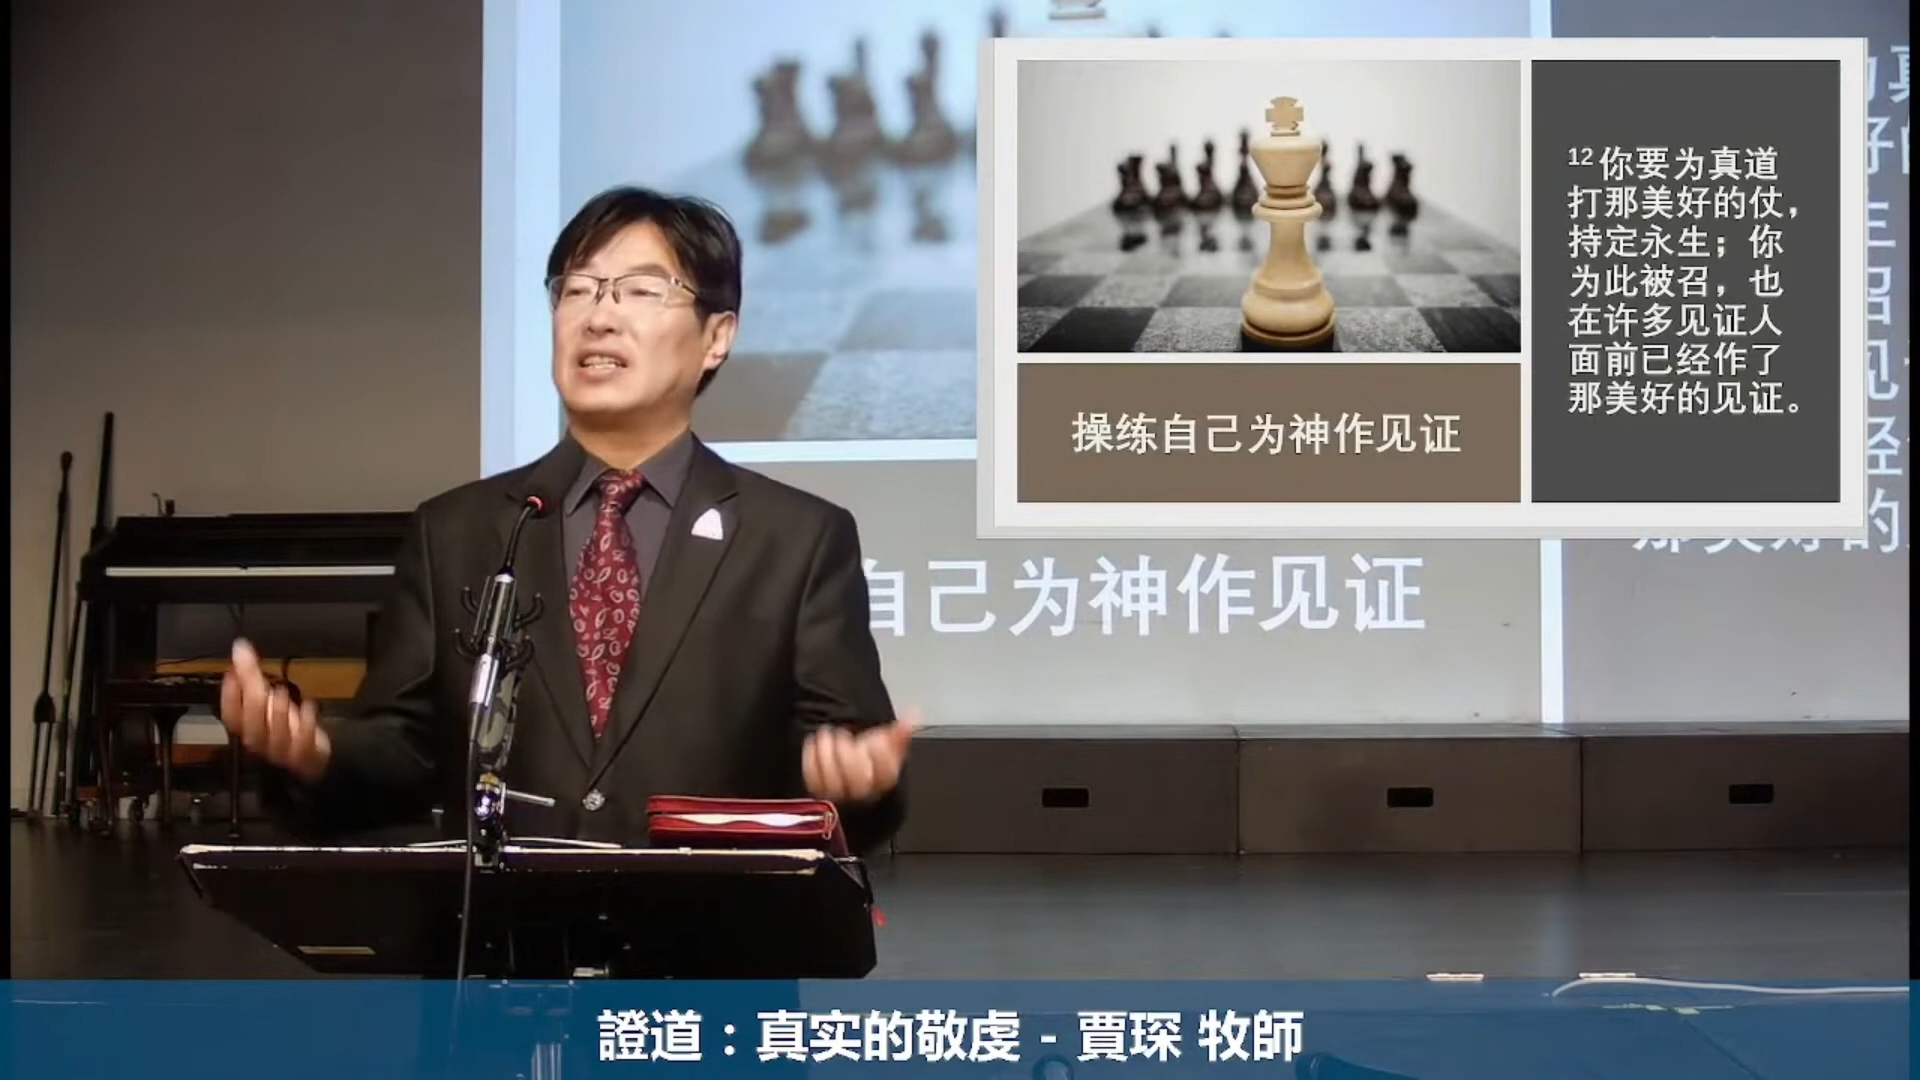 12你要为真道
打那美好的仗，
持定永生；你
为此被召，也
在许多见证人
面前已经作了
那美好的见证。
操练自己为神作见证
自己为神作见证
證道：真实的敬虔 - 賈琛 牧師